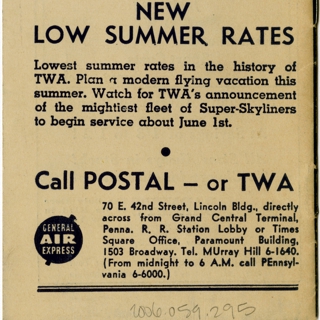 NEW
LOW SUMMER RATES
Lowest summer rates in the history of
TWA. Plan a modern flying vacation this
summer. Watch for TWA's announcement
of the mightiest fleet of Super-Skyliners
to begin service about June 1st.
Call POSTAL — or TWA
GENERAL
AIR
EXPRESS
70 E. 42nd Street, Lincoln Bldg., directly
across from Grand Central Terminal,
Penna. R. R. Station Lobby or Times
Square Office, Paramount Building,
1503 Broadway. Tel. MUrray Hill 6-1640.
(From midnight to 6 A.M. call PEnnsyl-
vania 6-6000.)
2006.059.295